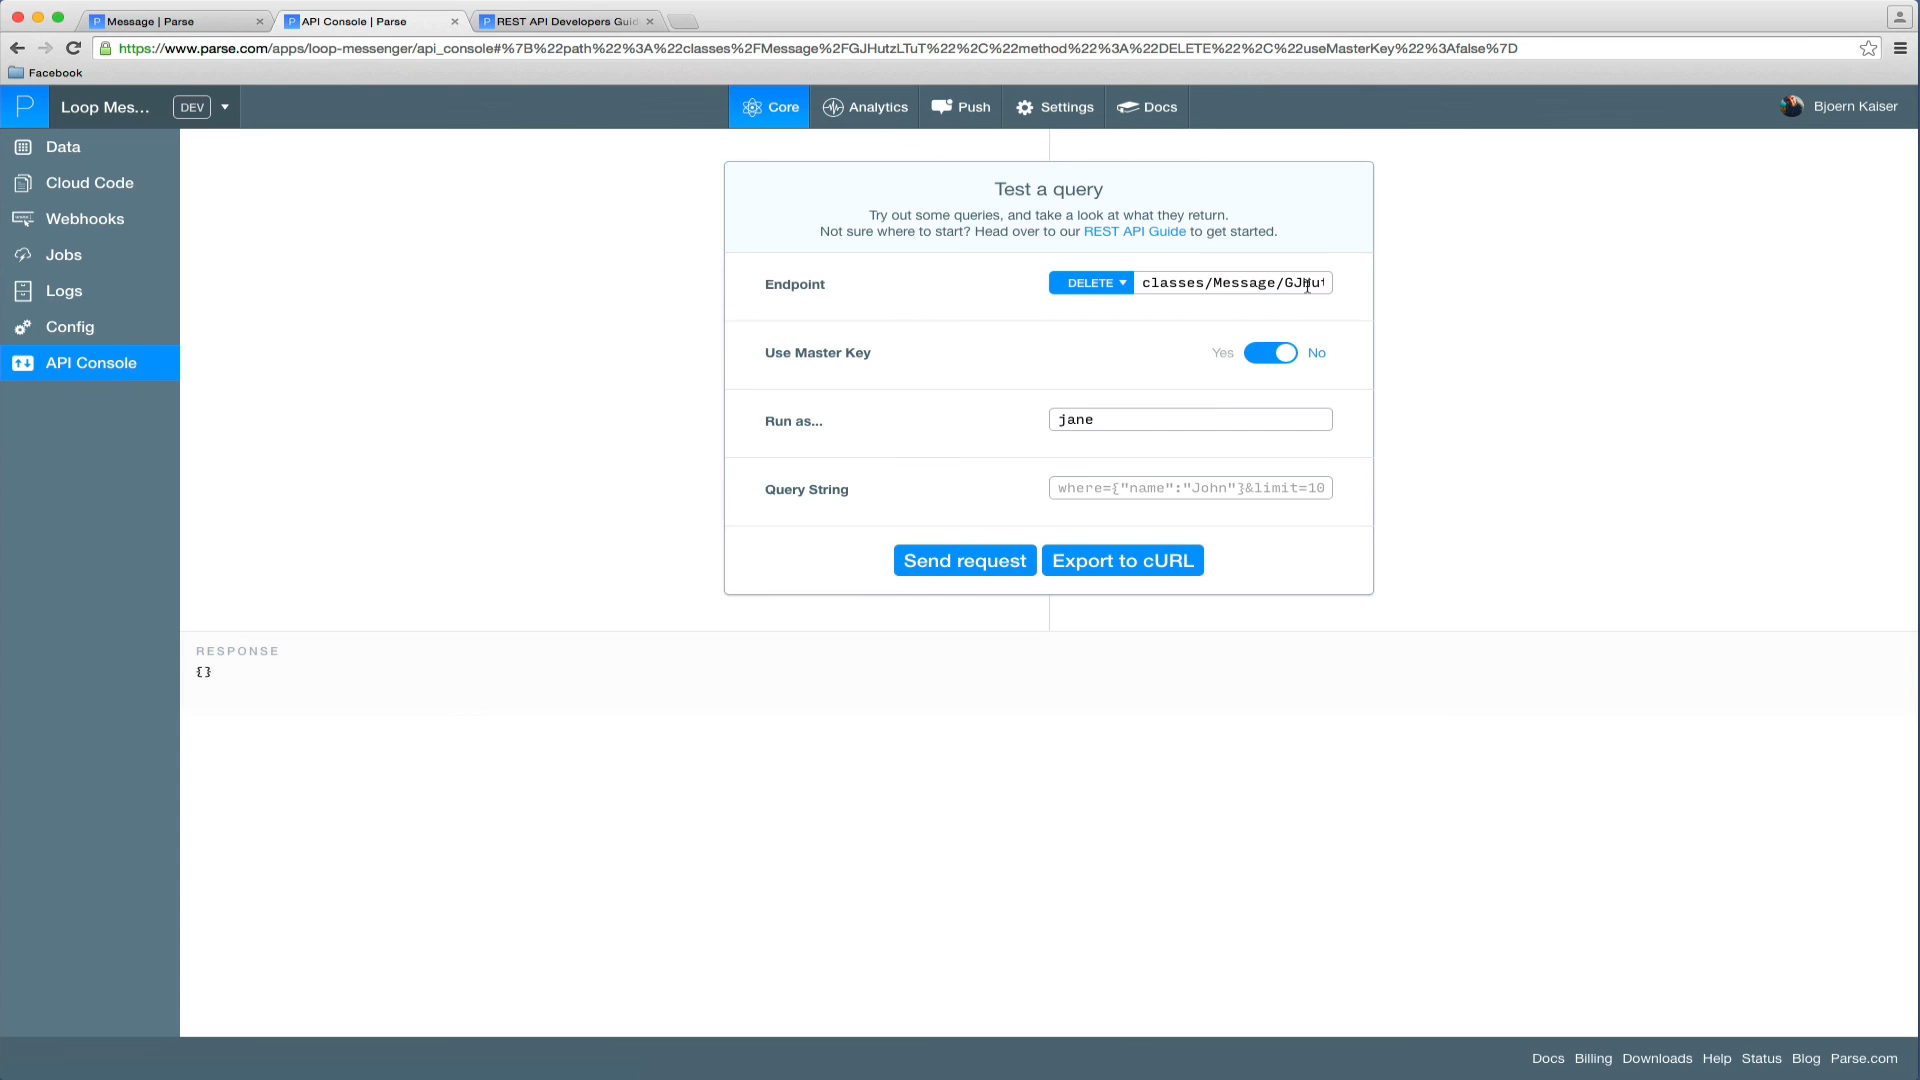 Message | Parse
API Console | Parse
REST API Developers Guid
https://www.parse.com/apps/loop-messenger/api_console#%7B%22path%22%3A%22classes%2FMessage%2FGJHutzLTuT%22%2C%22method%22%3A%22DELETE%22%2C%22useMasterKey%22%3Afalse%7D
Facebook
Loop Mes...
DEV
Core
Analytics
Push
Settings
Docs
Bjoern Kaiser
Data
Cloud Code
Webhooks
Jobs
Logs
Config
API Console
Test a query
Try out some queries, and take a look at what they return.
Not sure where to start? Head over to our REST API Guide to get started.
Endpoint
DELETE
classes/Message/GJHut
Use Master Key
Yes
No
Run as...
jane
Query String
where={"name":"John"}&limit=10
Send request
Export to cURL
RESPONSE
{}
Docs Billing Downloads Help Status Blog Parse.com